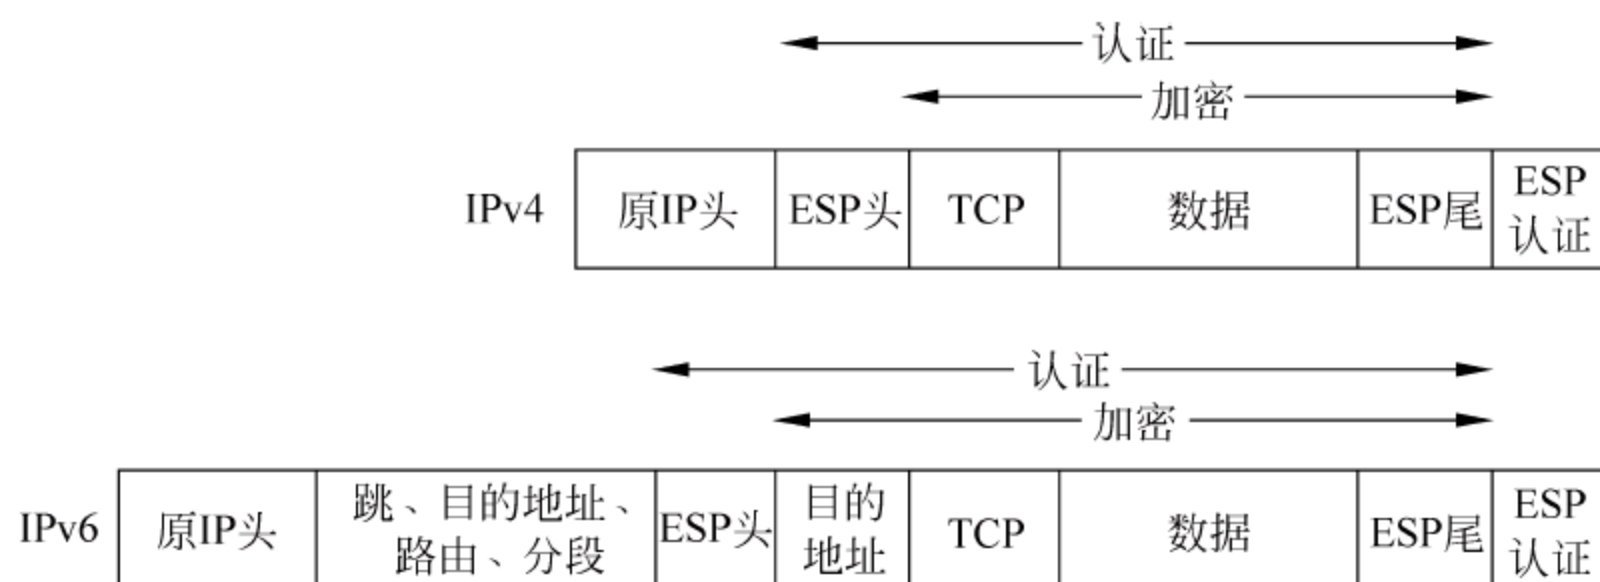 认证
加密
IPv4 原IP头 ESP头 TCP 数据 ESP尾 ESP
认证
认证
加密
IPv6 原IP头 跳、目的地址、
路由、分段 ESP头 目的
地址 TCP 数据 ESP尾 ESP
认证